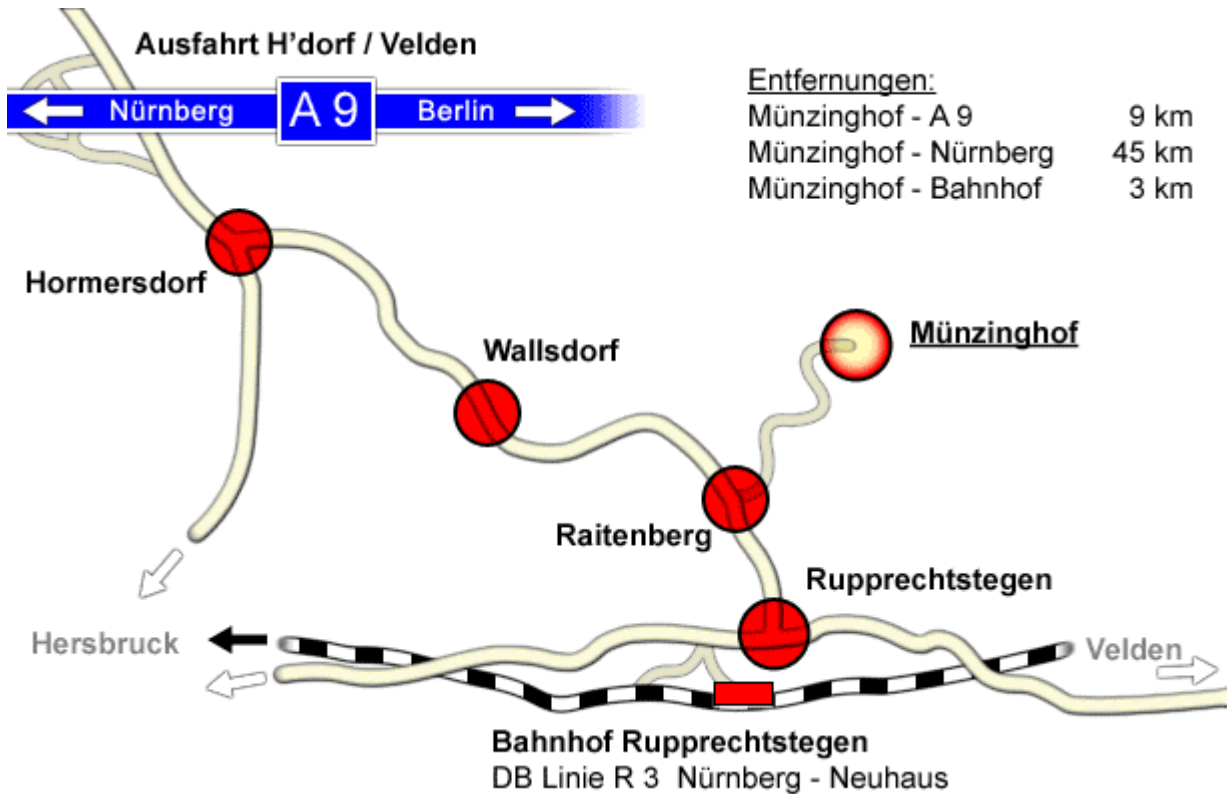 Ausfahrt H'dorf / Velden
Nürnberg A 9 Berlin
Entfernungen:
Münzinghof - A 9 9 km
Münzinghof - Nürnberg 45 km
Münzinghof - Bahnhof 3 km
Hormersdorf
Wallsdorf
Münzinghof
Raitenberg
Rupprechtstegen
Hersbruck
Velden
Bahnhof Rupprechtstegen
DB Linie R 3 Nürnberg - Neuhaus